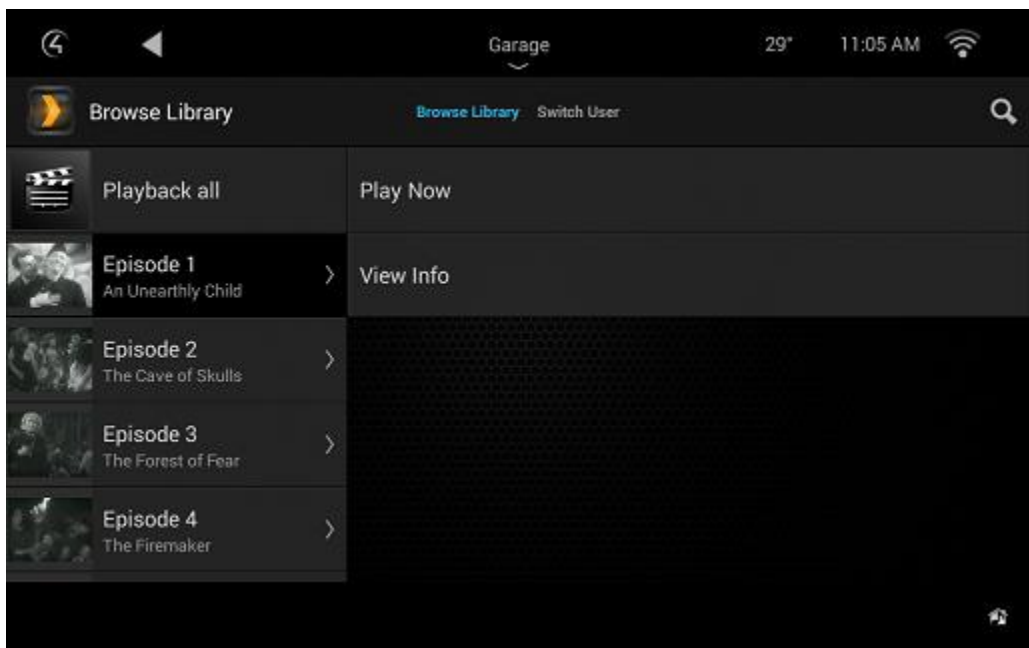 Garage
29°
11:05 AM
Browse Library
Browse Library Switch User
Playback all
Play Now
Episode 1
An Unearthly Child
View Info
Episode 2
The Cave of Skulls
Episode 3
The Forest of Fear
Episode 4
The Firemaker